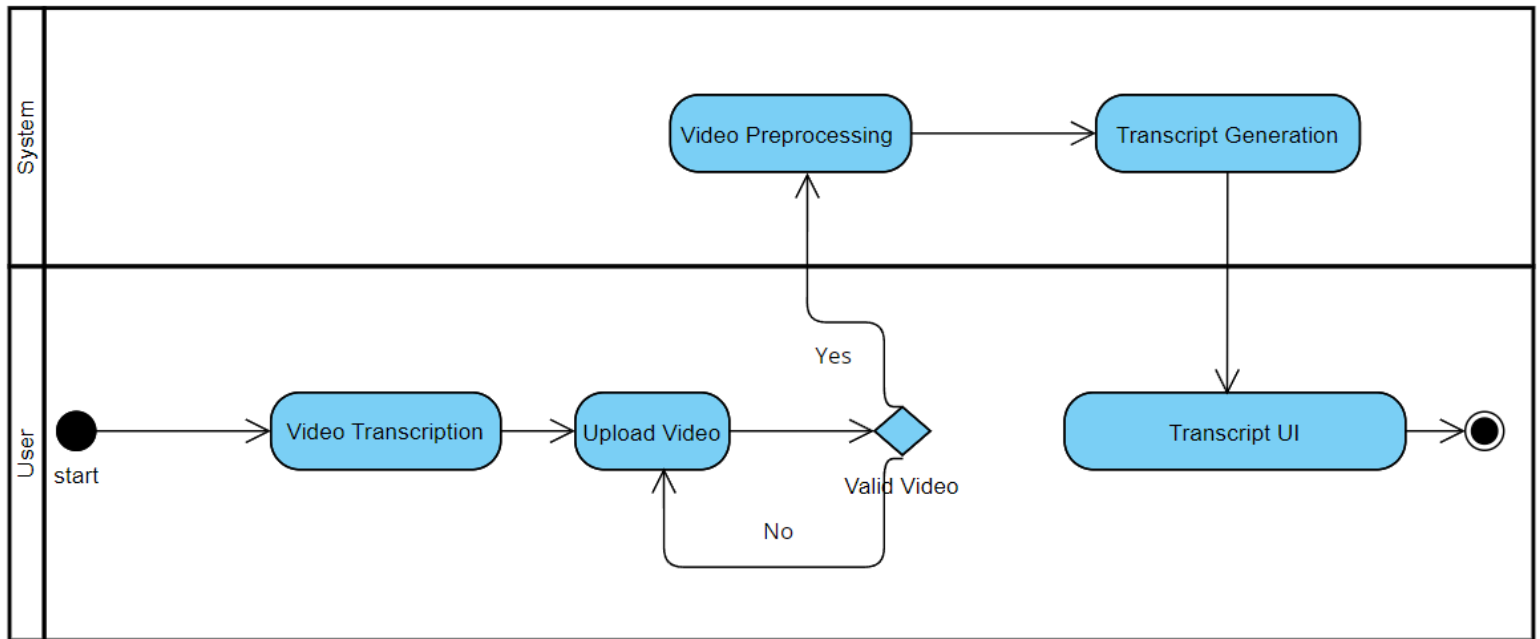 System
Video Preprocessing
Transcript Generation
User
start
Video Transcription
Upload Video
Yes
Valid Video
No
Transcript UI